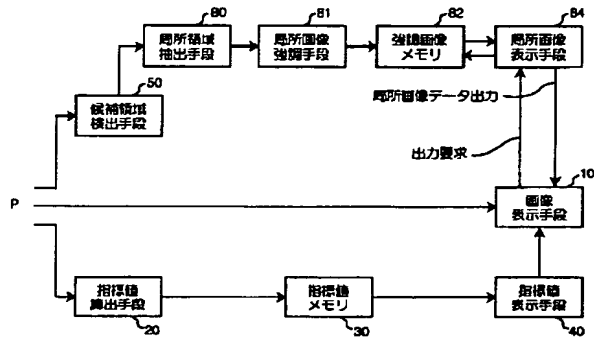 80
81
82
84
局所領域
抽出手段
局所画像
強調手段
強調画像
メモリ
局所画像
表示手段
50
候補領域
検出手段
局所画像データ出力
出力要求
10
P
画像
表示手段
指標値
算出手段
指標値
メモリ
指標値
表示手段
20
30
40